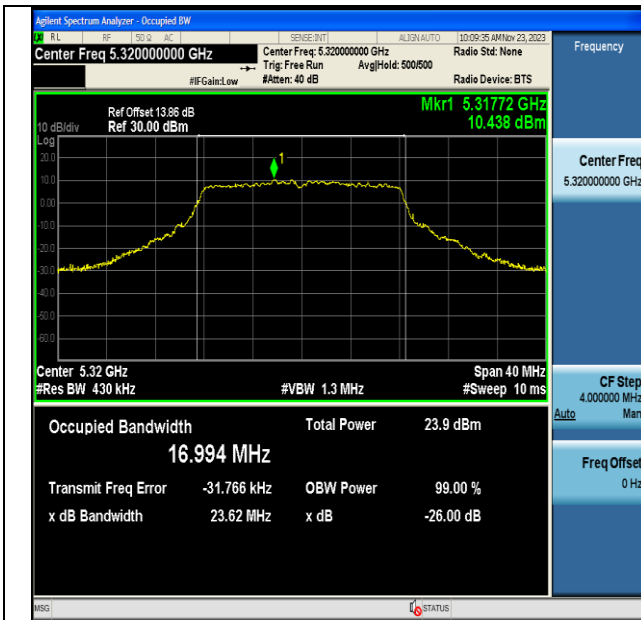 Agilent Spectrum Analyzer - Occupied BW
RL RF 50 Ω AC SENSE:INT ALIGN AUTO 10:09:35 AM Nov 23, 2023
Center Freq 5.320000000 GHz
Center Freq: 5.320000000 GHz
Radio Std: None
Trig: Free Run Avg|Hold: 500/500
#IFGain:Low #Atten: 40 dB Radio Device: BTS
Ref Offset 13.86 dB
10 dB/div Ref 30.00 dBm
Mkr1 5.31772 GHz
10.438 dBm
Log
20.0
10.0
0.00
-10.0
-20.0
-30.0
-40.0
-50.0
-60.0
1
Center 5.32 GHz Span 40 MHz
#Res BW 430 kHz #VBW 1.3 MHz #Sweep 10 ms
Occupied Bandwidth Total Power 23.9 dBm
16.994 MHz
Transmit Freq Error -31.766 kHz OBW Power 99.00 %
x dB Bandwidth 23.62 MHz x dB -26.00 dB
MSG STATUS
Frequency
Center Freq
5.320000000 GHz
CF Step
4.000000 MHz
Auto Man
Freq Offset
0 Hz